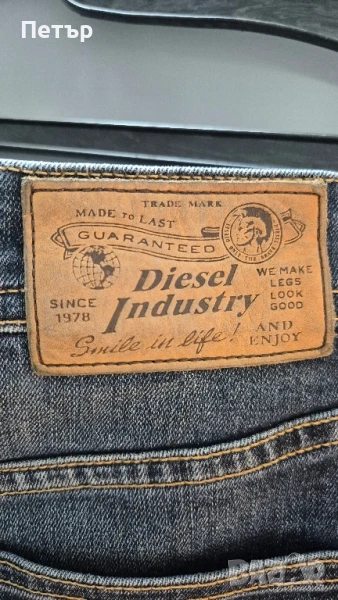 Петър
TRADE MARK
MADE TO LAST
GUARANTEED
Diesel
Industry
SINCE
1978
WE MAKE
LEGS
LOOK
GOOD
AND
ENJOY
Smile in life!